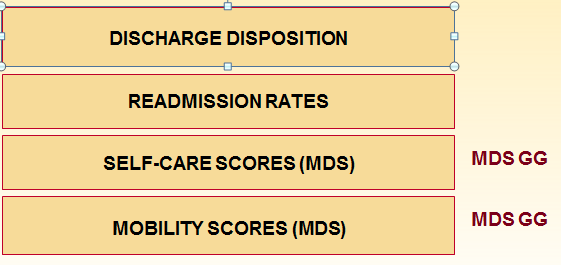 DISCHARGE DISPOSITION
READMISSION RATES
SELF-CARE SCORES (MDS)
MDS GG
MOBILITY SCORES (MDS)
MDS GG